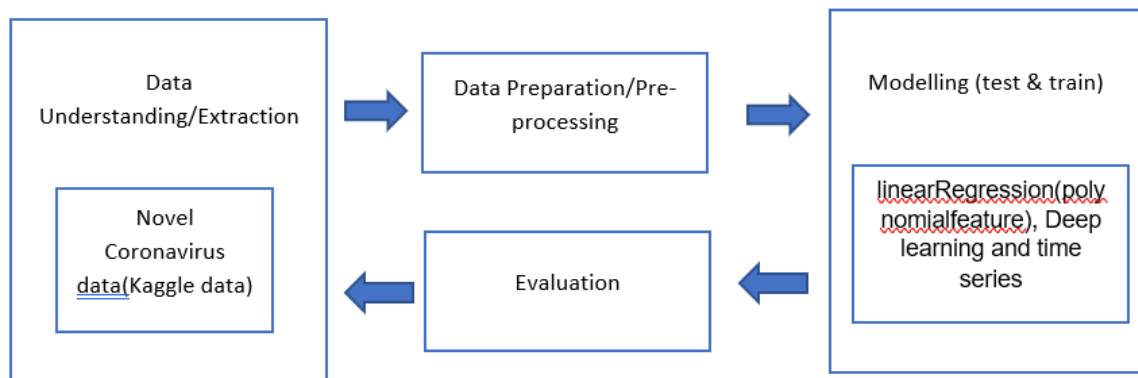 Data
Understanding/Extraction
Novel
Coronavirus
data(Kaggle data)
Data Preparation/Pre-
processing
Modelling (test & train)
linearRegression(poly
nomialfeature), Deep
learning and time
series
Evaluation